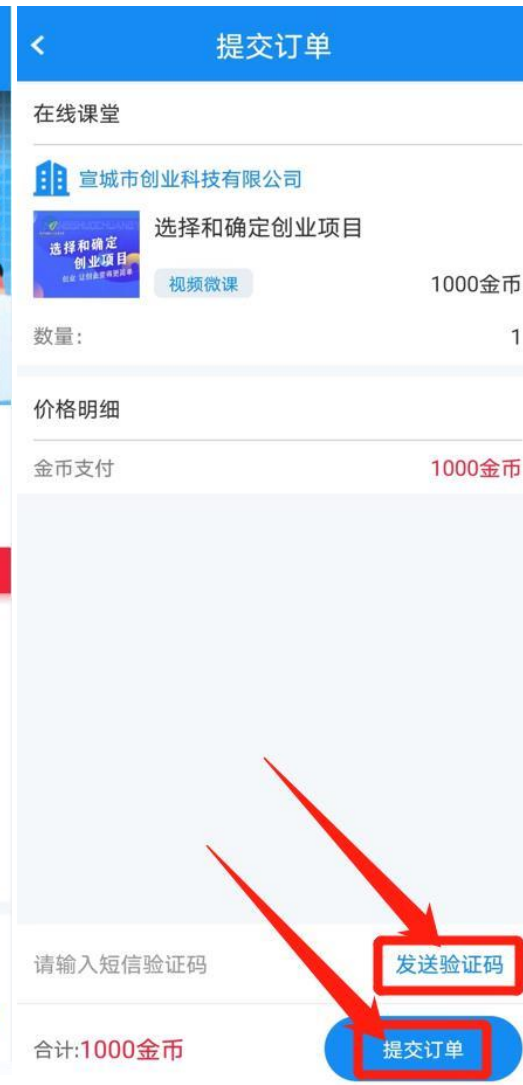 提交订单
在线课堂
宣城市创业科技有限公司
选择和确定
创业项目
选择和确定创业项目
视频微课
1000金币
数量：
1
价格明细
金币支付
1000金币
请输入短信验证码
发送验证码
合计:1000金币
提交订单